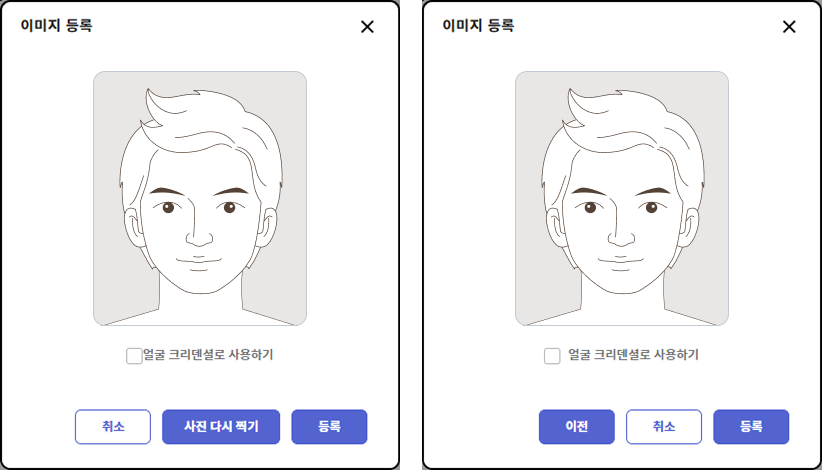 이미지 등록
얼굴 크리덴셜로 사용하기
취소 사진 다시 찍기 등록
이미지 등록
얼굴 크리덴셜로 사용하기
이전 취소 등록